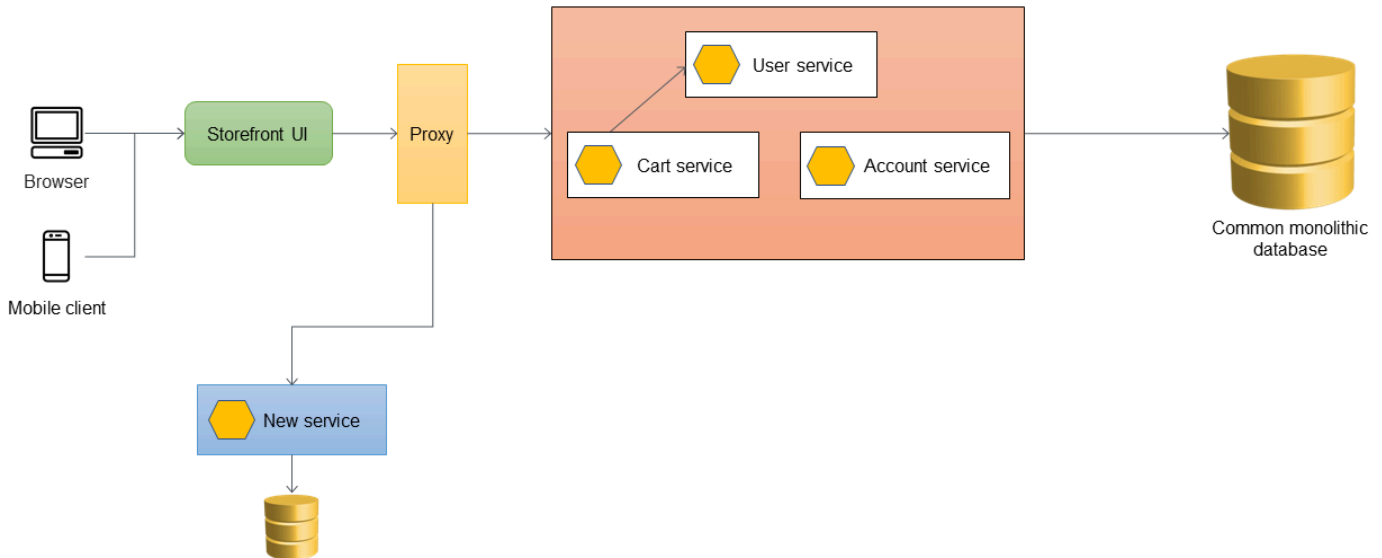 User service
Storefront UI
Proxy
Cart service
Account service
Browser
Common monolithic
database
Mobile client
New service